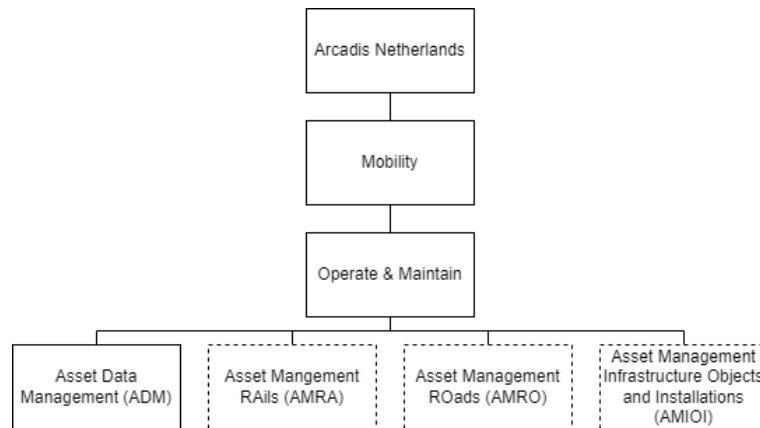 Arcadis Netherlands
Mobility
Operate & Maintain
Asset Data
Management (ADM)
Asset Mangement
RAils (AMRA)
Asset Management
ROads (AMRO)
Asset Management
Infrastructure Objects
and Installations
(AMIOI)